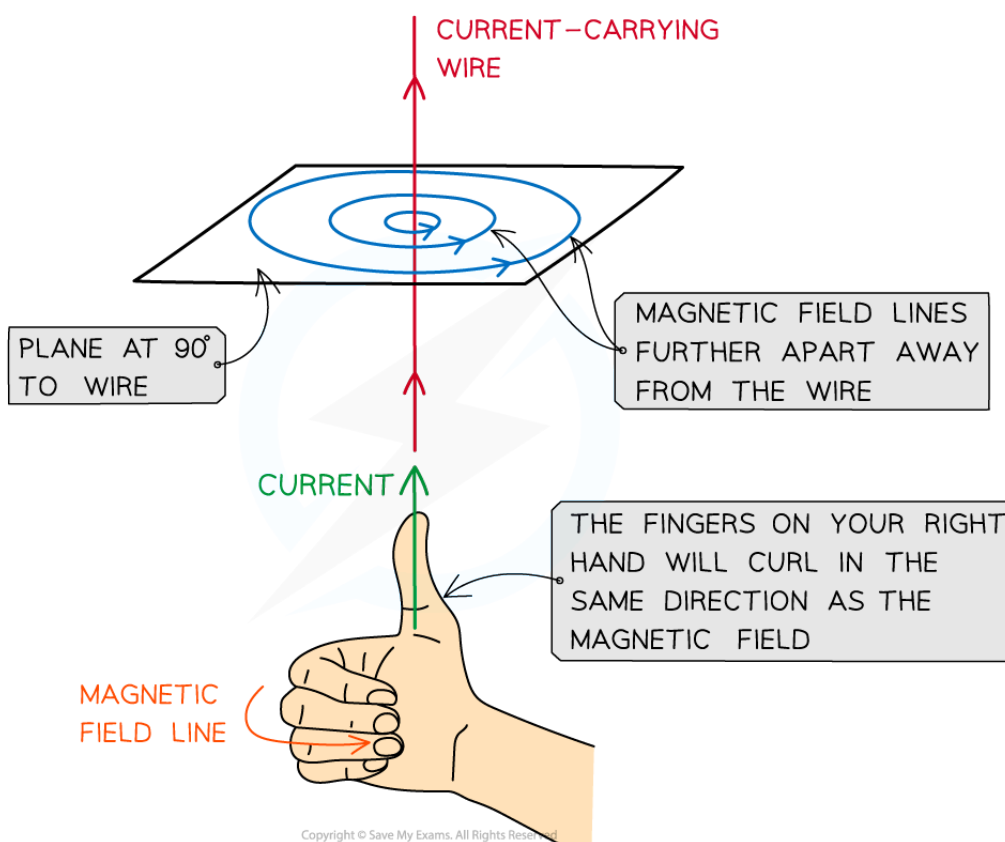 CURRENT-CARRYING
WIRE
PLANE AT 90°
TO WIRE
MAGNETIC FIELD LINES
FURTHER APART AWAY
FROM THE WIRE
CURRENT
THE FINGERS ON YOUR RIGHT
HAND WILL CURL IN THE
SAME DIRECTION AS THE
MAGNETIC FIELD
MAGNETIC
FIELD LINE
Copyright © Save My Exams. All Rights Reserved